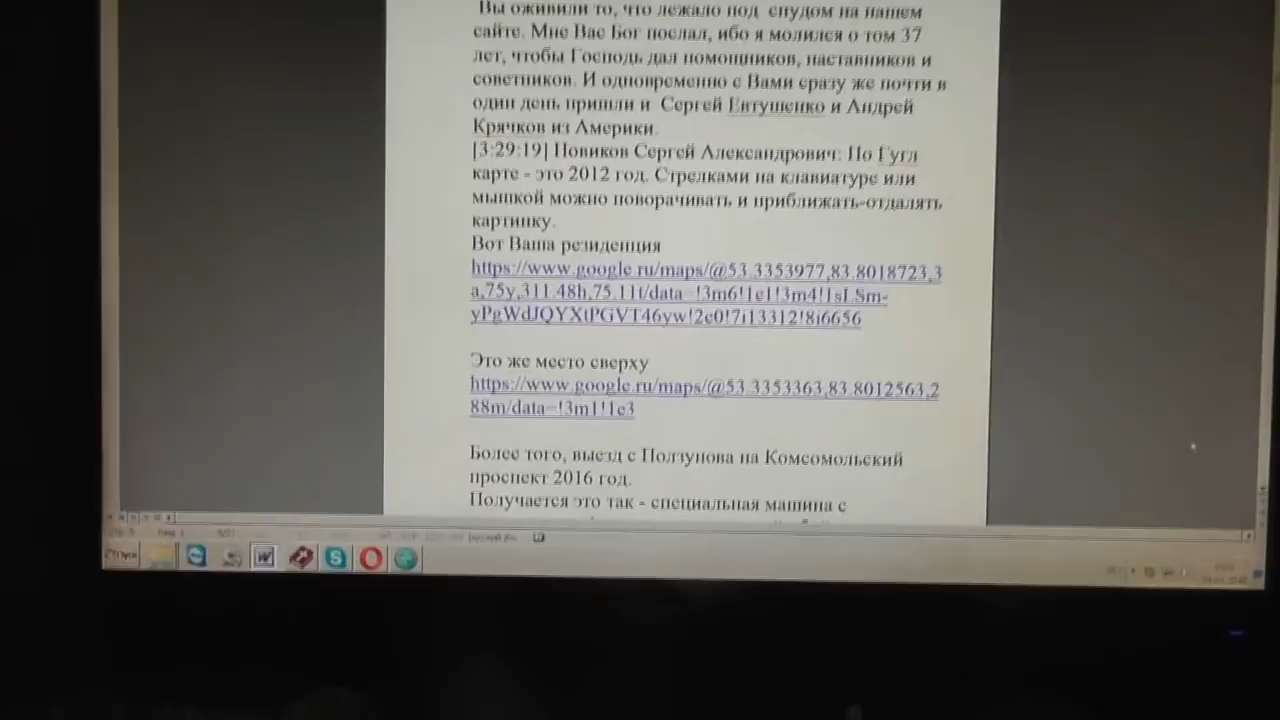 Вы оживили то, что лежало под спудом на нашем
сайте. Мне Вас Бог послал, ибо я молился о том 37
лет, чтобы Господь дал помощников, наставников и
советников. И одновременно с Вами сразу же почти в
один день пришли и Сергей Евтушенко и Андрей
Крячков из Америки.
[3:29:19] Новиков Сергей Александрович: По Гугл
карте - это 2012 год. Стрелками на клавиатуре или
мышкой можно поворачивать и приближать-отдалять
картинку.
Вот Ваша резиденция
https://www.google.ru/maps/@53.3353977,83.8018723,3
a,75y,311.48h,75.11t/data=!3m6!1e1!3m4!1sLSm-
yPgWdJQYXtPGVT46yw!2e0!7i13312!8i6656
Это же место сверху
https://www.google.ru/maps/@53.3353363,83.8012563,2
88m/data=!3m1!1e3
Более того, выезд с Ползунова на Комсомольский
проспект 2016 год.
Получается это так - специальная машина с